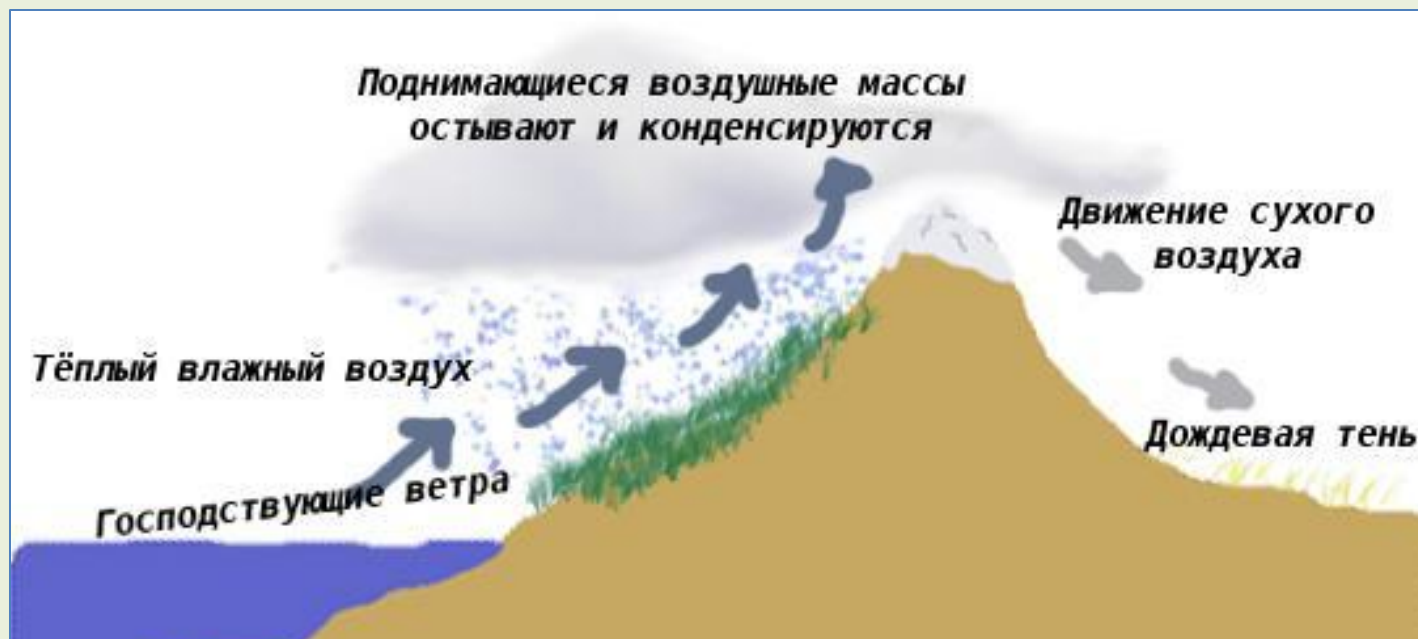 Поднимающиеся воздушные массы
остывают и конденсируются
Движение сухого
воздуха
Тёплый влажный воздух
Дождевая тень
Господствующие ветра